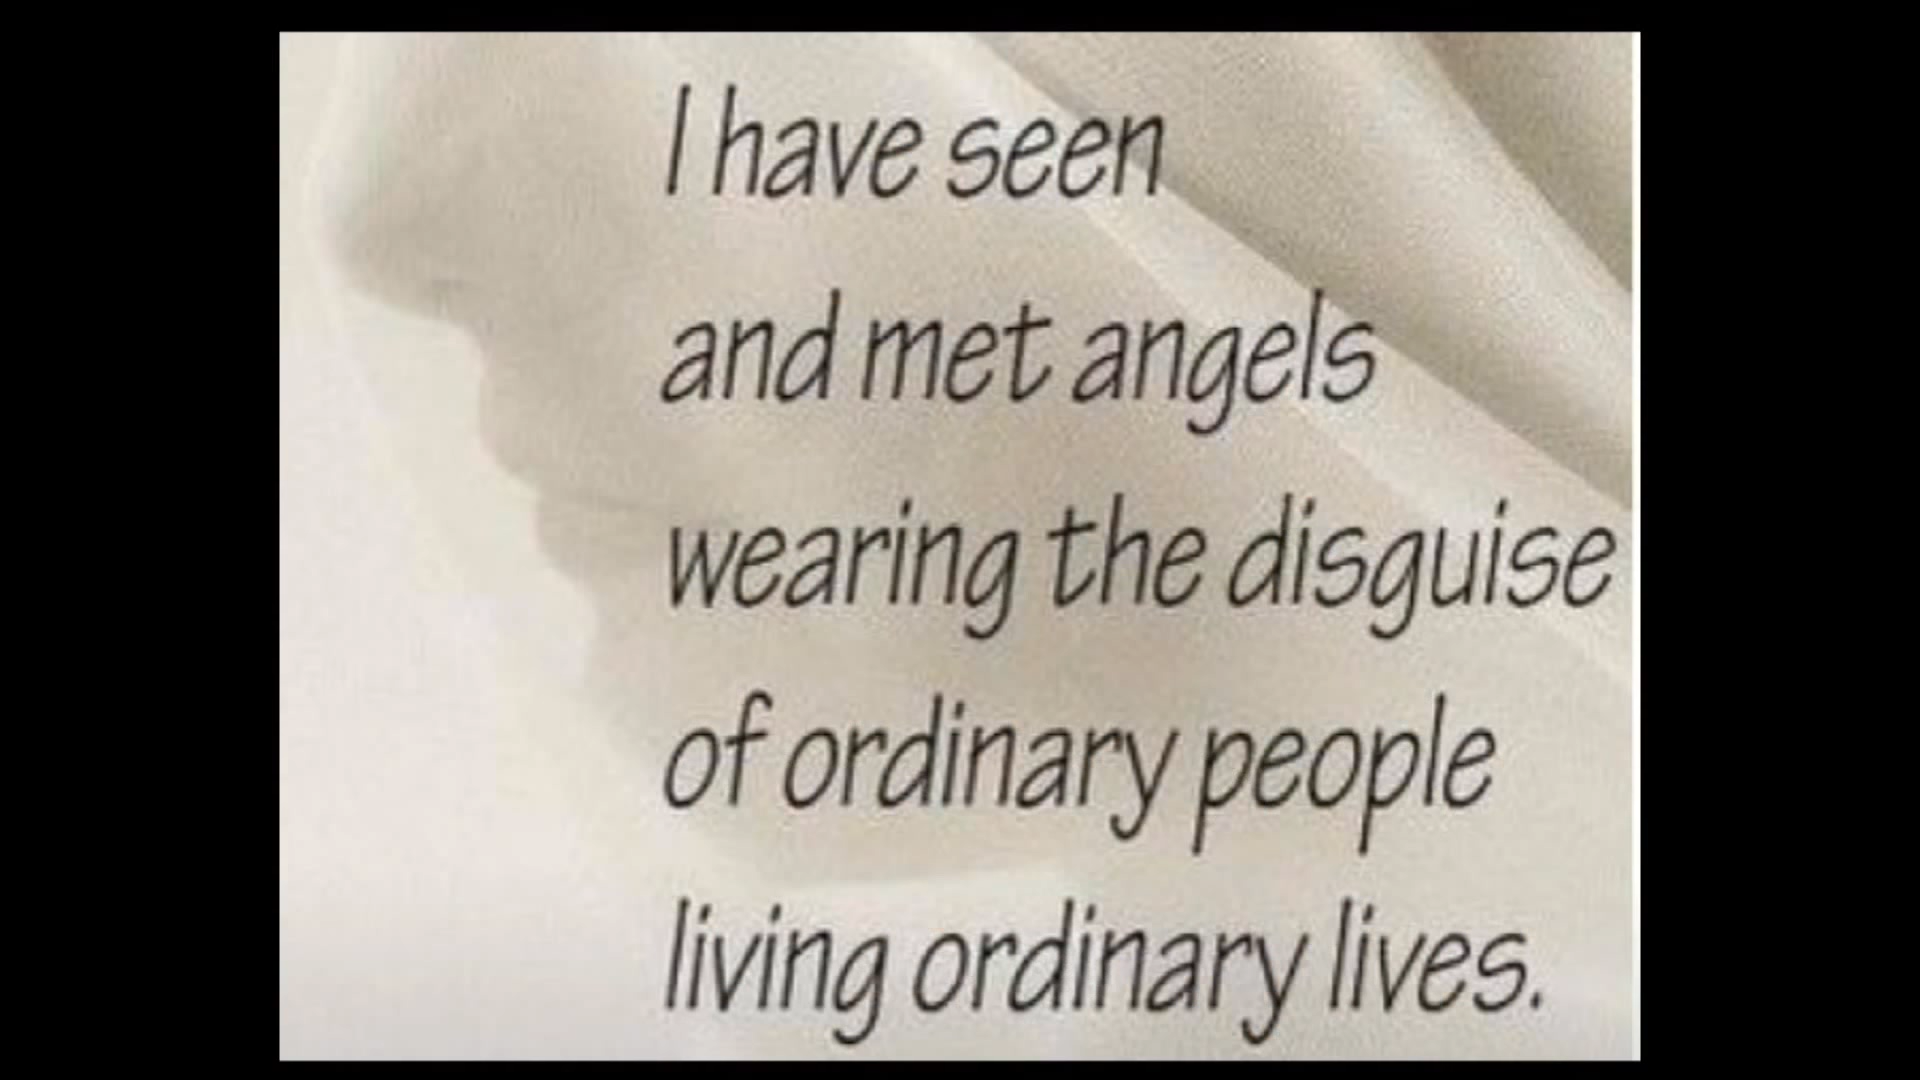 I have seen
and met angels
wearing the disguise
of ordinary people
living ordinary lives.